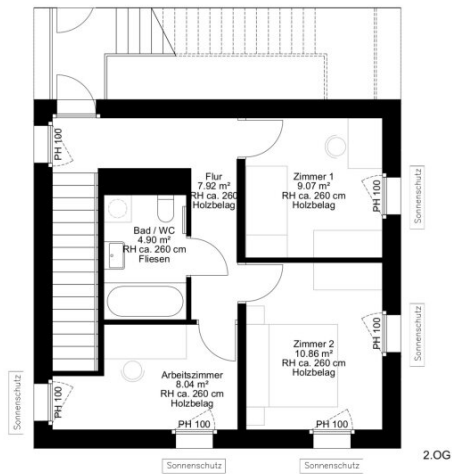 PH 100
Flur
7.92 m²
RH ca. 260
Holzbelag
Zimmer 1
9.07 m²
RH ca. 260 cm
Holzbelag
PH 100
Sonnenschutz
Bad / WC
4.90 m²
RH ca. 260 cm
Fliesen
Zimmer 2
10.86 m²
RH ca. 260 cm
Holzbelag
PH 100
Sonnenschutz
Arbeitszimmer
8.04 m²
RH ca. 260 cm
Holzbelag
PH 100
Sonnenschutz
PH 100
PH 100
Sonnenschutz
Sonnenschutz
2.OG